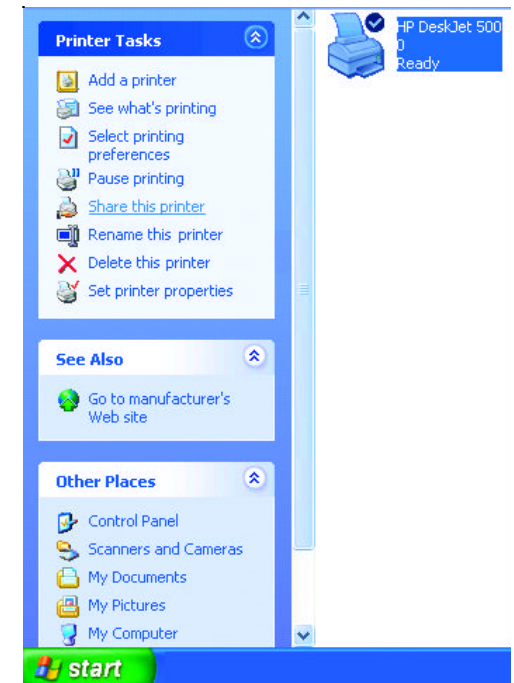 Printer Tasks
Add a printer
See what's printing
Select printing
preferences
Pause printing
Share this printer
Rename this printer
Delete this printer
Set printer properties
See Also
Go to manufacturer's
Web site
Other Places
Control Panel
Scanners and Cameras
My Documents
My Pictures
My Computer
HP DeskJet 500
0
Ready
start